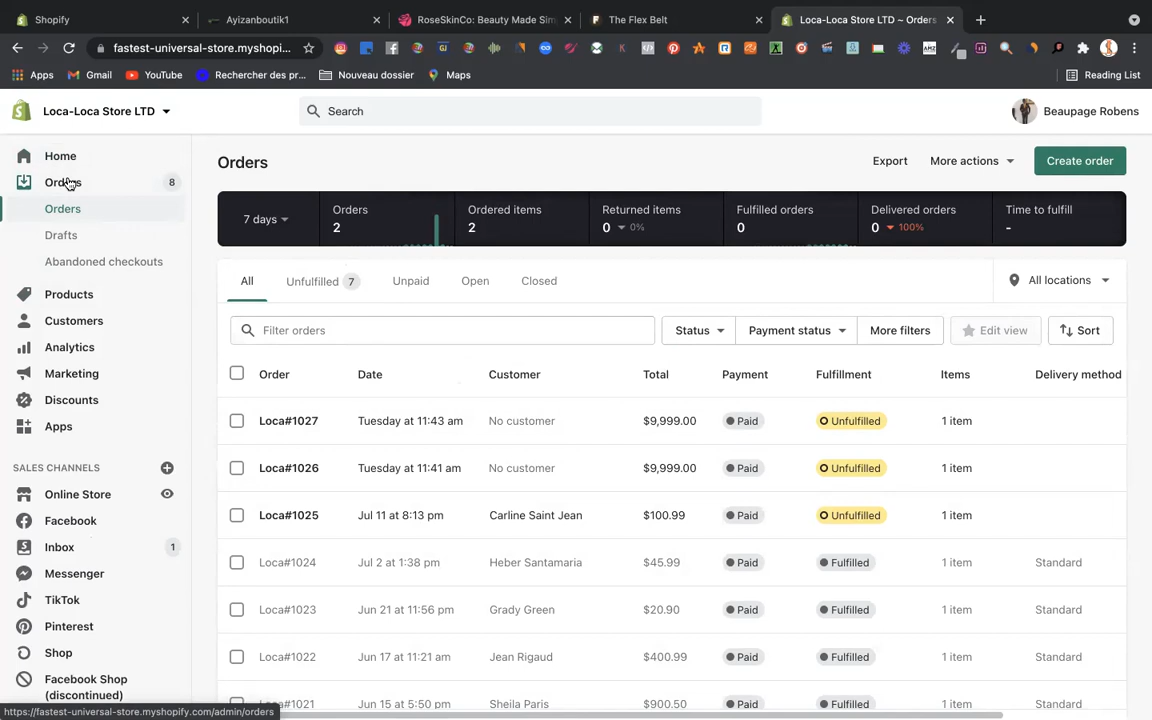 Shopify
Ayizanboutik1
RoseSkinCo: Beauty Made Sim
The Flex Belt
Loca-Loca Store LTD ~ Orders
fastest-universal-store.myshopi...
Apps
Gmail
YouTube
Rechercher des pr...
Nouveau dossier
Maps
Reading List
Loca-Loca Store LTD
Search
Beaupage Robens
Home
Orders 8
Orders
Drafts
Abandoned checkouts
Products
Customers
Analytics
Marketing
Discounts
Apps
SALES CHANNELS
Online Store
Facebook
Inbox 1
Messenger
TikTok
Pinterest
Shop
Facebook Shop
(discontinued)
https://fastest-universal-store.myshopify.com/admin/orders
Orders
Export
More actions
Create order
7 days
Orders
2
Ordered items
2
Returned items
0 0%
Fulfilled orders
0
Delivered orders
0 100%
Time to fulfill
-
All
Unfulfilled 7
Unpaid
Open
Closed
All locations
Filter orders
Status
Payment status
More filters
Edit view
Sort
Order Date Customer Total Payment Fulfillment Items Delivery method
Loca#1027 Tuesday at 11:43 am No customer $9,999.00 Paid Unfulfilled 1 item
Loca#1026 Tuesday at 11:41 am No customer $9,999.00 Paid Unfulfilled 1 item
Loca#1025 Jul 11 at 8:13 pm Carline Saint Jean $100.99 Paid Unfulfilled 1 item
Loca#1024 Jul 2 at 1:38 pm Heber Santamaria $45.99 Paid Fulfilled 1 item Standard
Loca#1023 Jun 21 at 11:56 pm Grady Green $20.90 Paid Fulfilled 1 item Standard
Loca#1022 Jun 17 at 11:21 am Jean Rigaud $400.99 Paid Fulfilled 1 item Standard
Loca#1021 Jun 15 at 5:50 pm Sheila Paris $900.50 Paid Fulfilled 1 item Standard